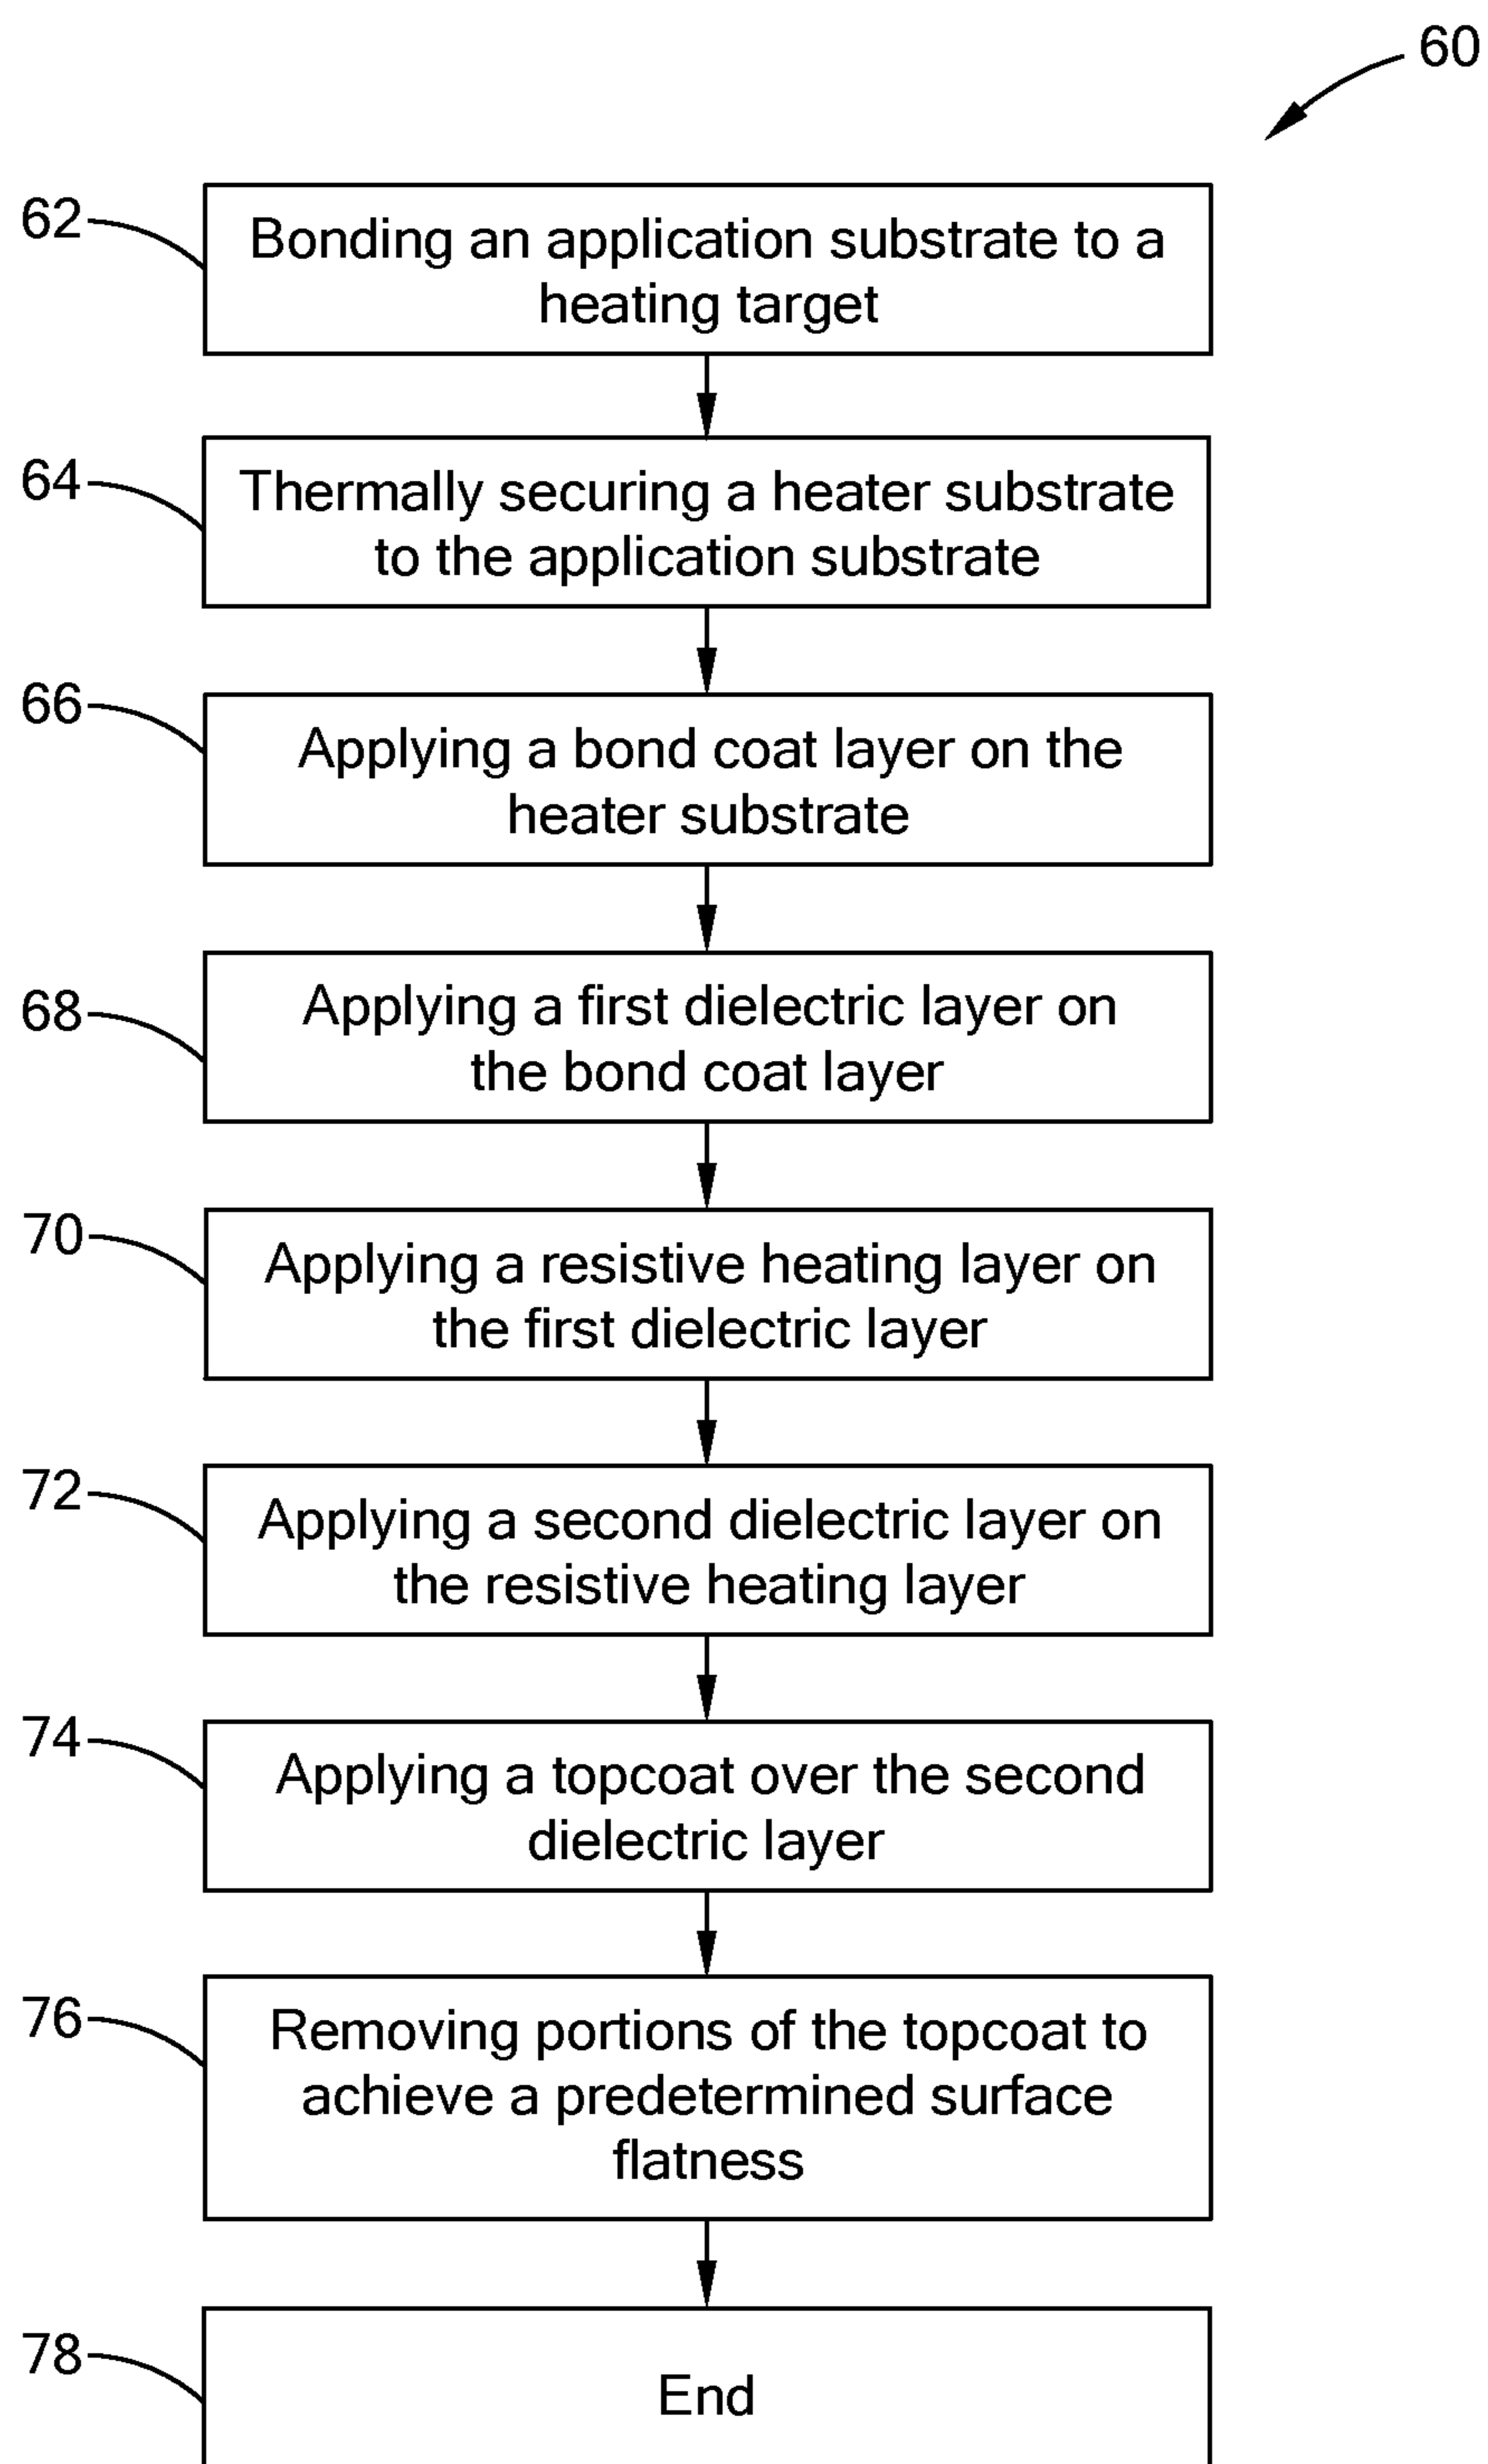 60
62
Bonding an application substrate to a
heating target
64
Thermally securing a heater substrate
to the application substrate
66
Applying a bond coat layer on the
heater substrate
68
Applying a first dielectric layer on
the bond coat layer
70
Applying a resistive heating layer on
the first dielectric layer
72
Applying a second dielectric layer on
the resistive heating layer
74
Applying a topcoat over the second
dielectric layer
76
Removing portions of the topcoat to
achieve a predetermined surface
flatness
78
End